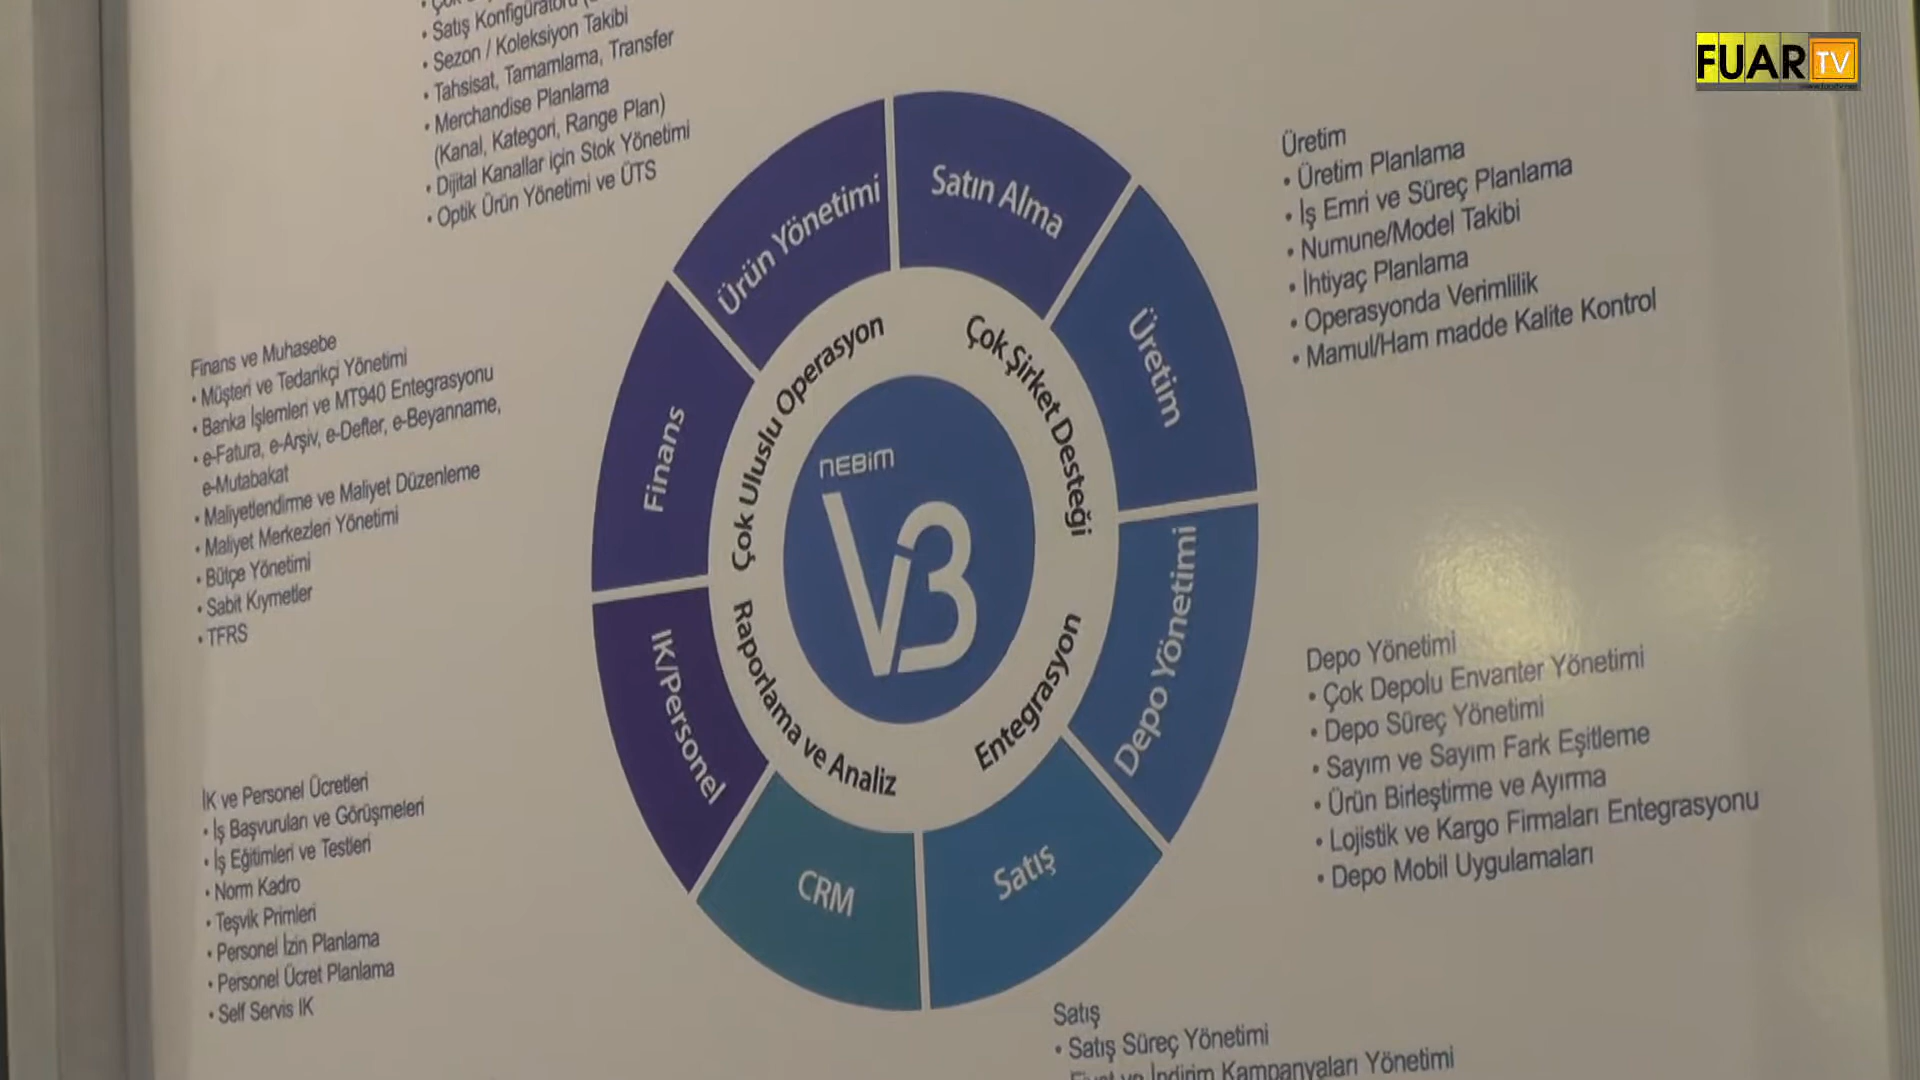 • Satış Konfigüratörü
• Sezon / Koleksiyon Takibi
• Tahsisat, Tamamlama, Transfer
• Merchandise Planlama
(Kanal, Kategori, Range Plan)
• Dijital Kanallar için Stok Yönetimi
• Optik Ürün Yönetimi ve ÜTS
FUAR TV
Üretim
• Üretim Planlama
• İş Emri ve Süreç Planlama
• Numune/Model Takibi
• İhtiyaç Planlama
• Operasyonda Verimlilik
• Mamul/Ham madde Kalite Kontrol
Ürün Yönetimi
Satın Alma
Üretim
Depo Yönetimi
Satış
CRM
IK/Personel
Finans
Çok Uluslu Operasyon
Çok Şirket Desteği
Entegrasyon
Raporlama ve Analiz
NEBiM
V3
Finans ve Muhasebe
• Müşteri ve Tedarikçi Yönetimi
• Banka İşlemleri ve MT940 Entegrasyonu
• e-Fatura, e-Arşiv, e-Defter, e-Beyanname,
e-Mutabakat
• Maliyetlendirme ve Maliyet Düzenleme
• Maliyet Merkezleri Yönetimi
• Bütçe Yönetimi
• Sabit Kıymetler
• TFRS
Depo Yönetimi
• Çok Depolu Envanter Yönetimi
• Depo Süreç Yönetimi
• Sayım ve Sayım Fark Eşitleme
• Ürün Birleştirme ve Ayırma
• Lojistik ve Kargo Firmaları Entegrasyonu
• Depo Mobil Uygulamaları
İK ve Personel Ücretleri
• İş Başvuruları ve Görüşmeleri
• İş Eğitimleri ve Testleri
• Norm Kadro
• Teşvik Primleri
• Personel İzin Planlama
• Personel Ücret Planlama
• Self Servis IK
Satış
• Satış Süreç Yönetimi
ve İndirim Kampanyaları Yönetimi